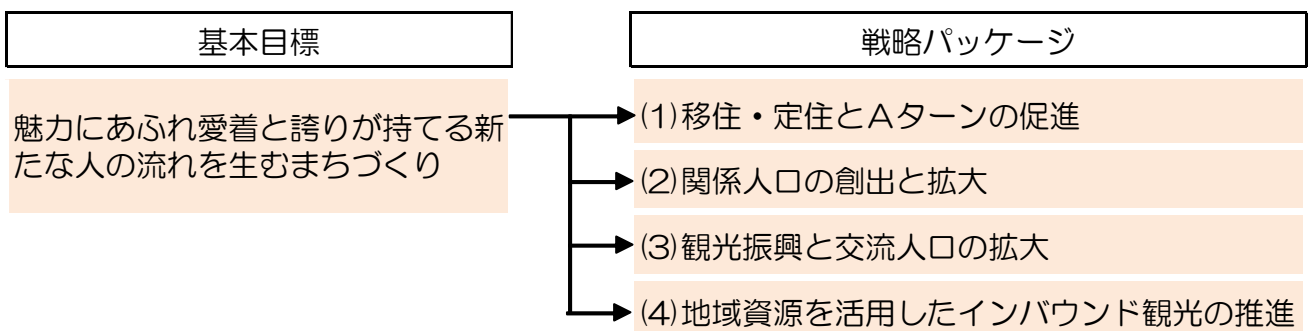 基本目標
戦略パッケージ
魅力にあふれ愛着と誇りが持てる新
たな人の流れを生むまちづくり
(1)移住・定住とAターンの促進
(2)関係人口の創出と拡大
(3)観光振興と交流人口の拡大
(4)地域資源を活用したインバウンド観光の推進